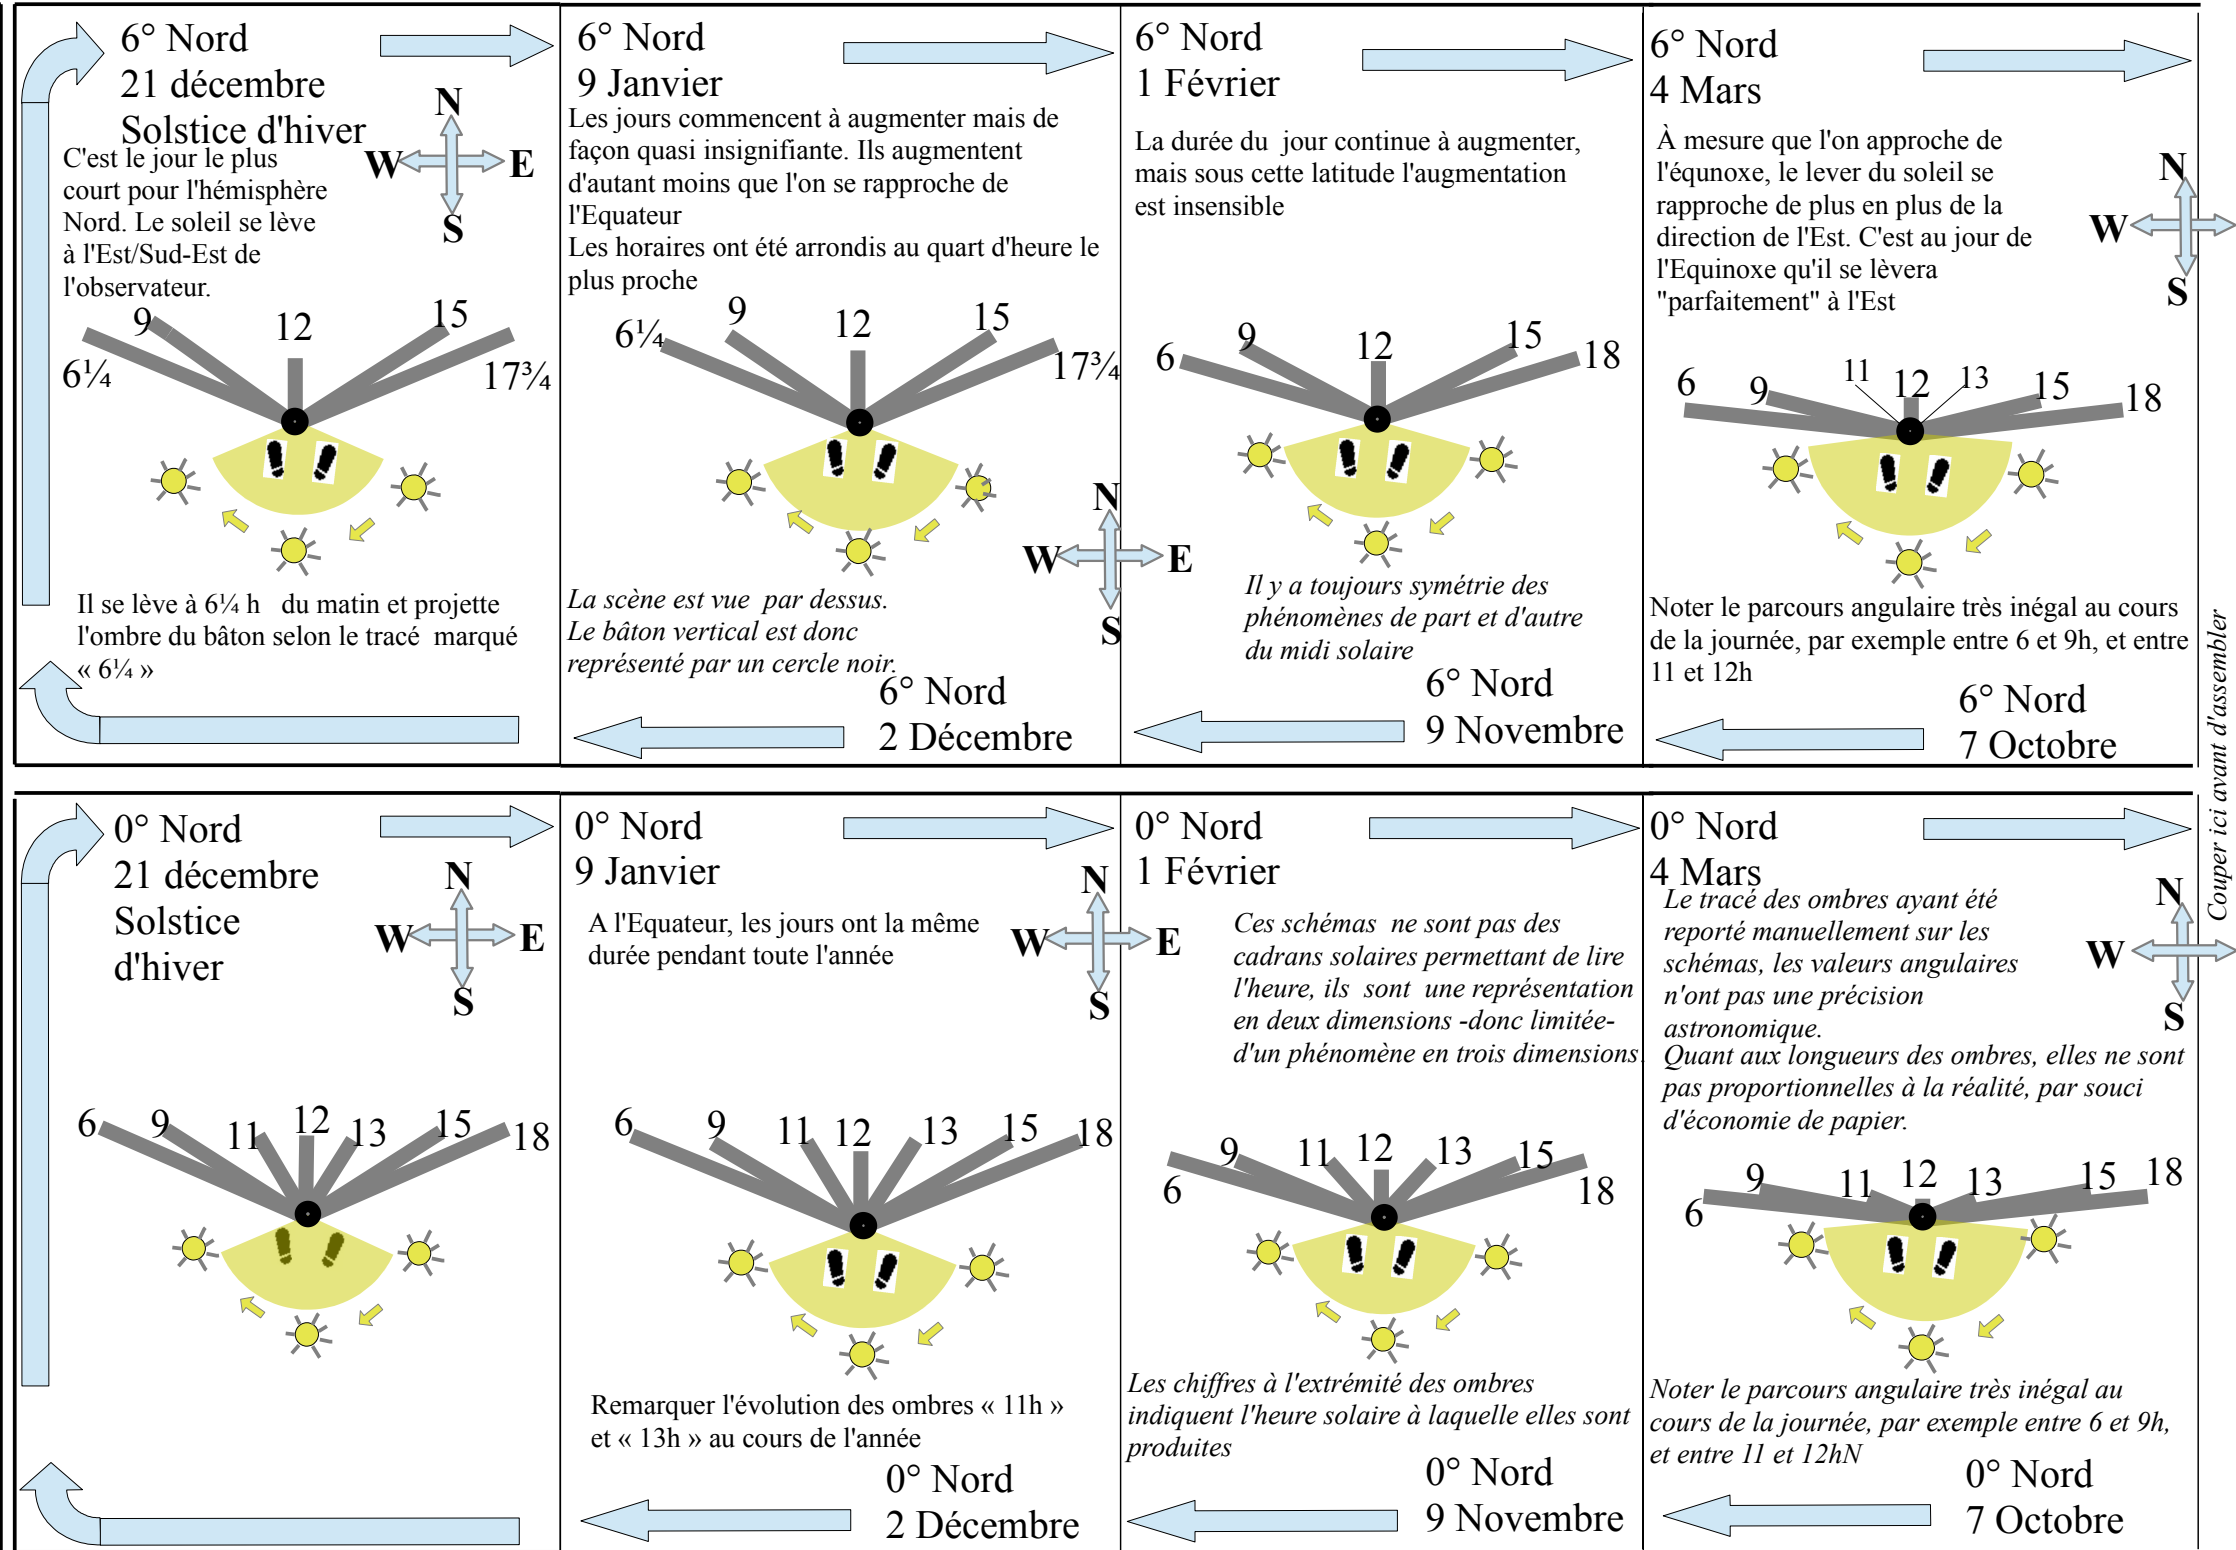 6° Nord
21 décembre
Solstice d'hiver
C'est le jour le plus
court pour l'hémisphère
Nord. Le soleil se lève
à l'Est/Sud-Est de
l'observateur.
N
W E
S
6¼ 9 12 15 17¾
Il se lève à 6¼ h du matin et projette
l'ombre du bâton selon le tracé marqué
« 6¼ »
6° Nord
9 Janvier
Les jours commencent à augmenter mais de
façon quasi insignifiante. Ils augmentent
d'autant moins que l'on se rapproche de
l'Equateur
Les horaires ont été arrondis au quart d'heure le
plus proche
6¼ 9 12 15 17¾
N
W E
S
La scène est vue par dessus.
Le bâton vertical est donc
représenté par un cercle noir.
6° Nord
2 Décembre
6° Nord
1 Février
La durée du jour continue à augmenter,
mais sous cette latitude l'augmentation
est insensible
6 9 12 15 18
Il y a toujours symétrie des
phénomènes de part et d'autre
du midi solaire
6° Nord
9 Novembre
6° Nord
4 Mars
À mesure que l'on approche de
l'équnoxe, le lever du soleil se
rapproche de plus en plus de la
direction de l'Est. C'est au jour de
l'Equinoxe qu'il se lèvera
"parfaitement" à l'Est
N
W
S
6 9 11 12 13 15 18
Noter le parcours angulaire très inégal au cours
de la journée, par exemple entre 6 et 9h, et entre
11 et 12h
6° Nord
7 Octobre
Couper ici avant d'assembler
0° Nord
21 décembre
Solstice
d'hiver
N
W E
S
6 9 11 12 13 15 18
0° Nord
9 Janvier
A l'Equateur, les jours ont la même
durée pendant toute l'année
N
W E
S
6 9 11 12 13 15 18
Remarquer l'évolution des ombres « 11h »
et « 13h » au cours de l'année
0° Nord
2 Décembre
0° Nord
1 Février
Ces schémas ne sont pas des
cadrans solaires permettant de lire
l'heure, ils sont une représentation
en deux dimensions -donc limitée-
d'un phénomène en trois dimensions.
6 9 11 12 13 15 18
Les chiffres à l'extrémité des ombres
indiquent l'heure solaire à laquelle elles sont
produites
0° Nord
9 Novembre
0° Nord
4 Mars
Le tracé des ombres ayant été
reporté manuellement sur les
schémas, les valeurs angulaires
n'ont pas une précision
astronomique.
Quant aux longueurs des ombres, elles ne sont
pas proportionnelles à la réalité, par souci
d'économie de papier.
N
W
S
6 9 11 12 13 15 18
Noter le parcours angulaire très inégal au
cours de la journée, par exemple entre 6 et 9h,
et entre 11 et 12hN
0° Nord
7 Octobre